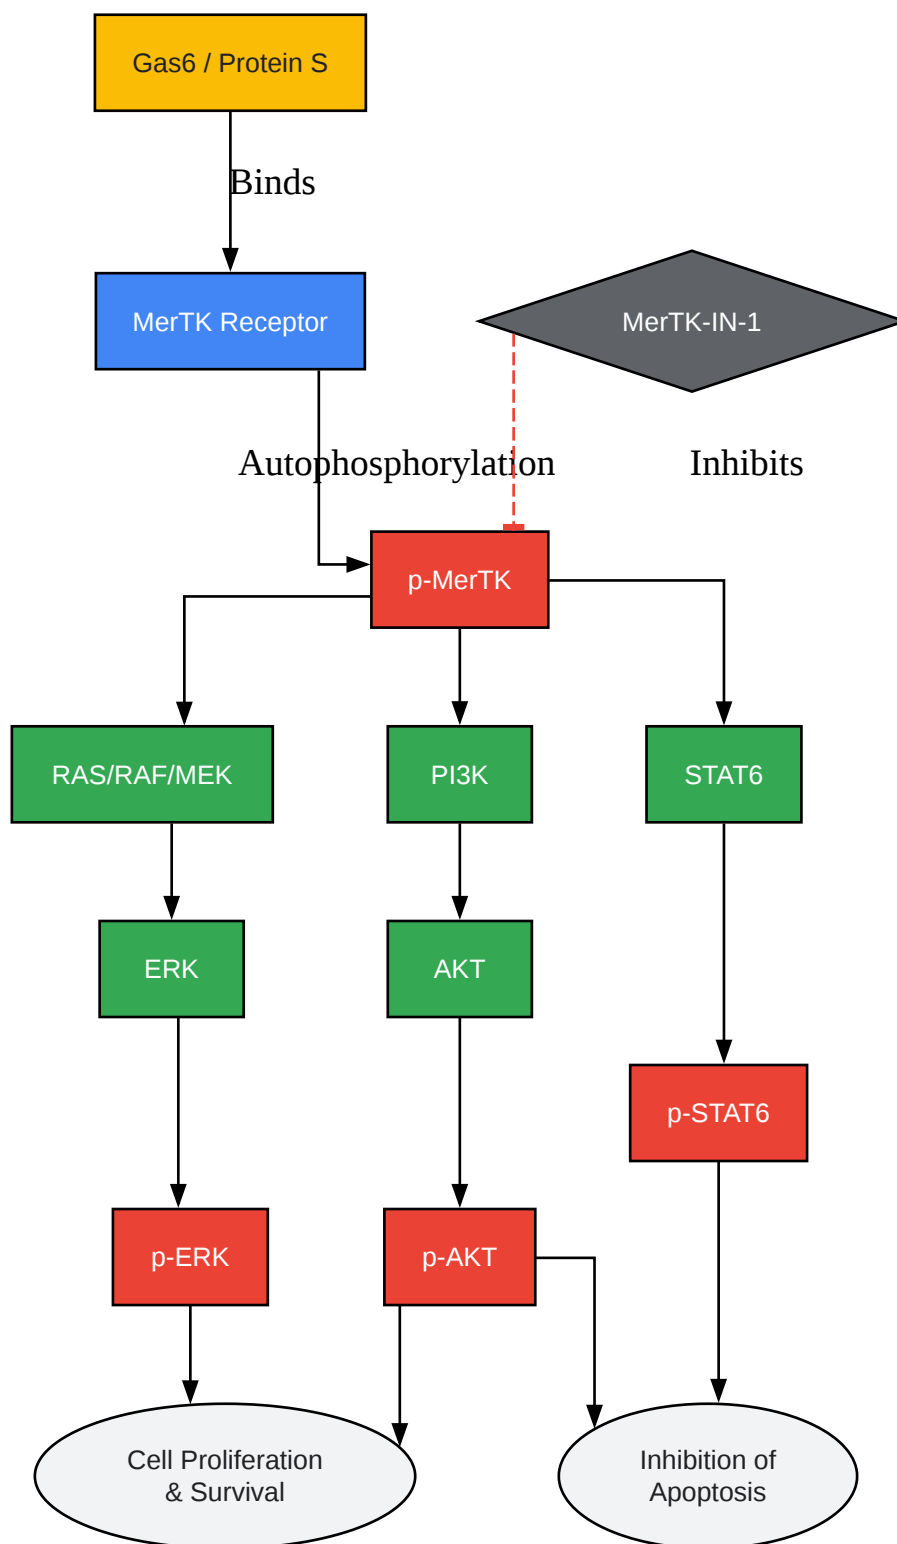 Gas6 / Protein S
Binds
MerTK Receptor
MerTK-IN-1
Autophosphorylation
Inhibits
p-MerTK
RAS/RAF/MEK
PI3K
STAT6
ERK
AKT
p-STAT6
p-ERK
p-AKT
Cell Proliferation
& Survival
Inhibition of
Apoptosis